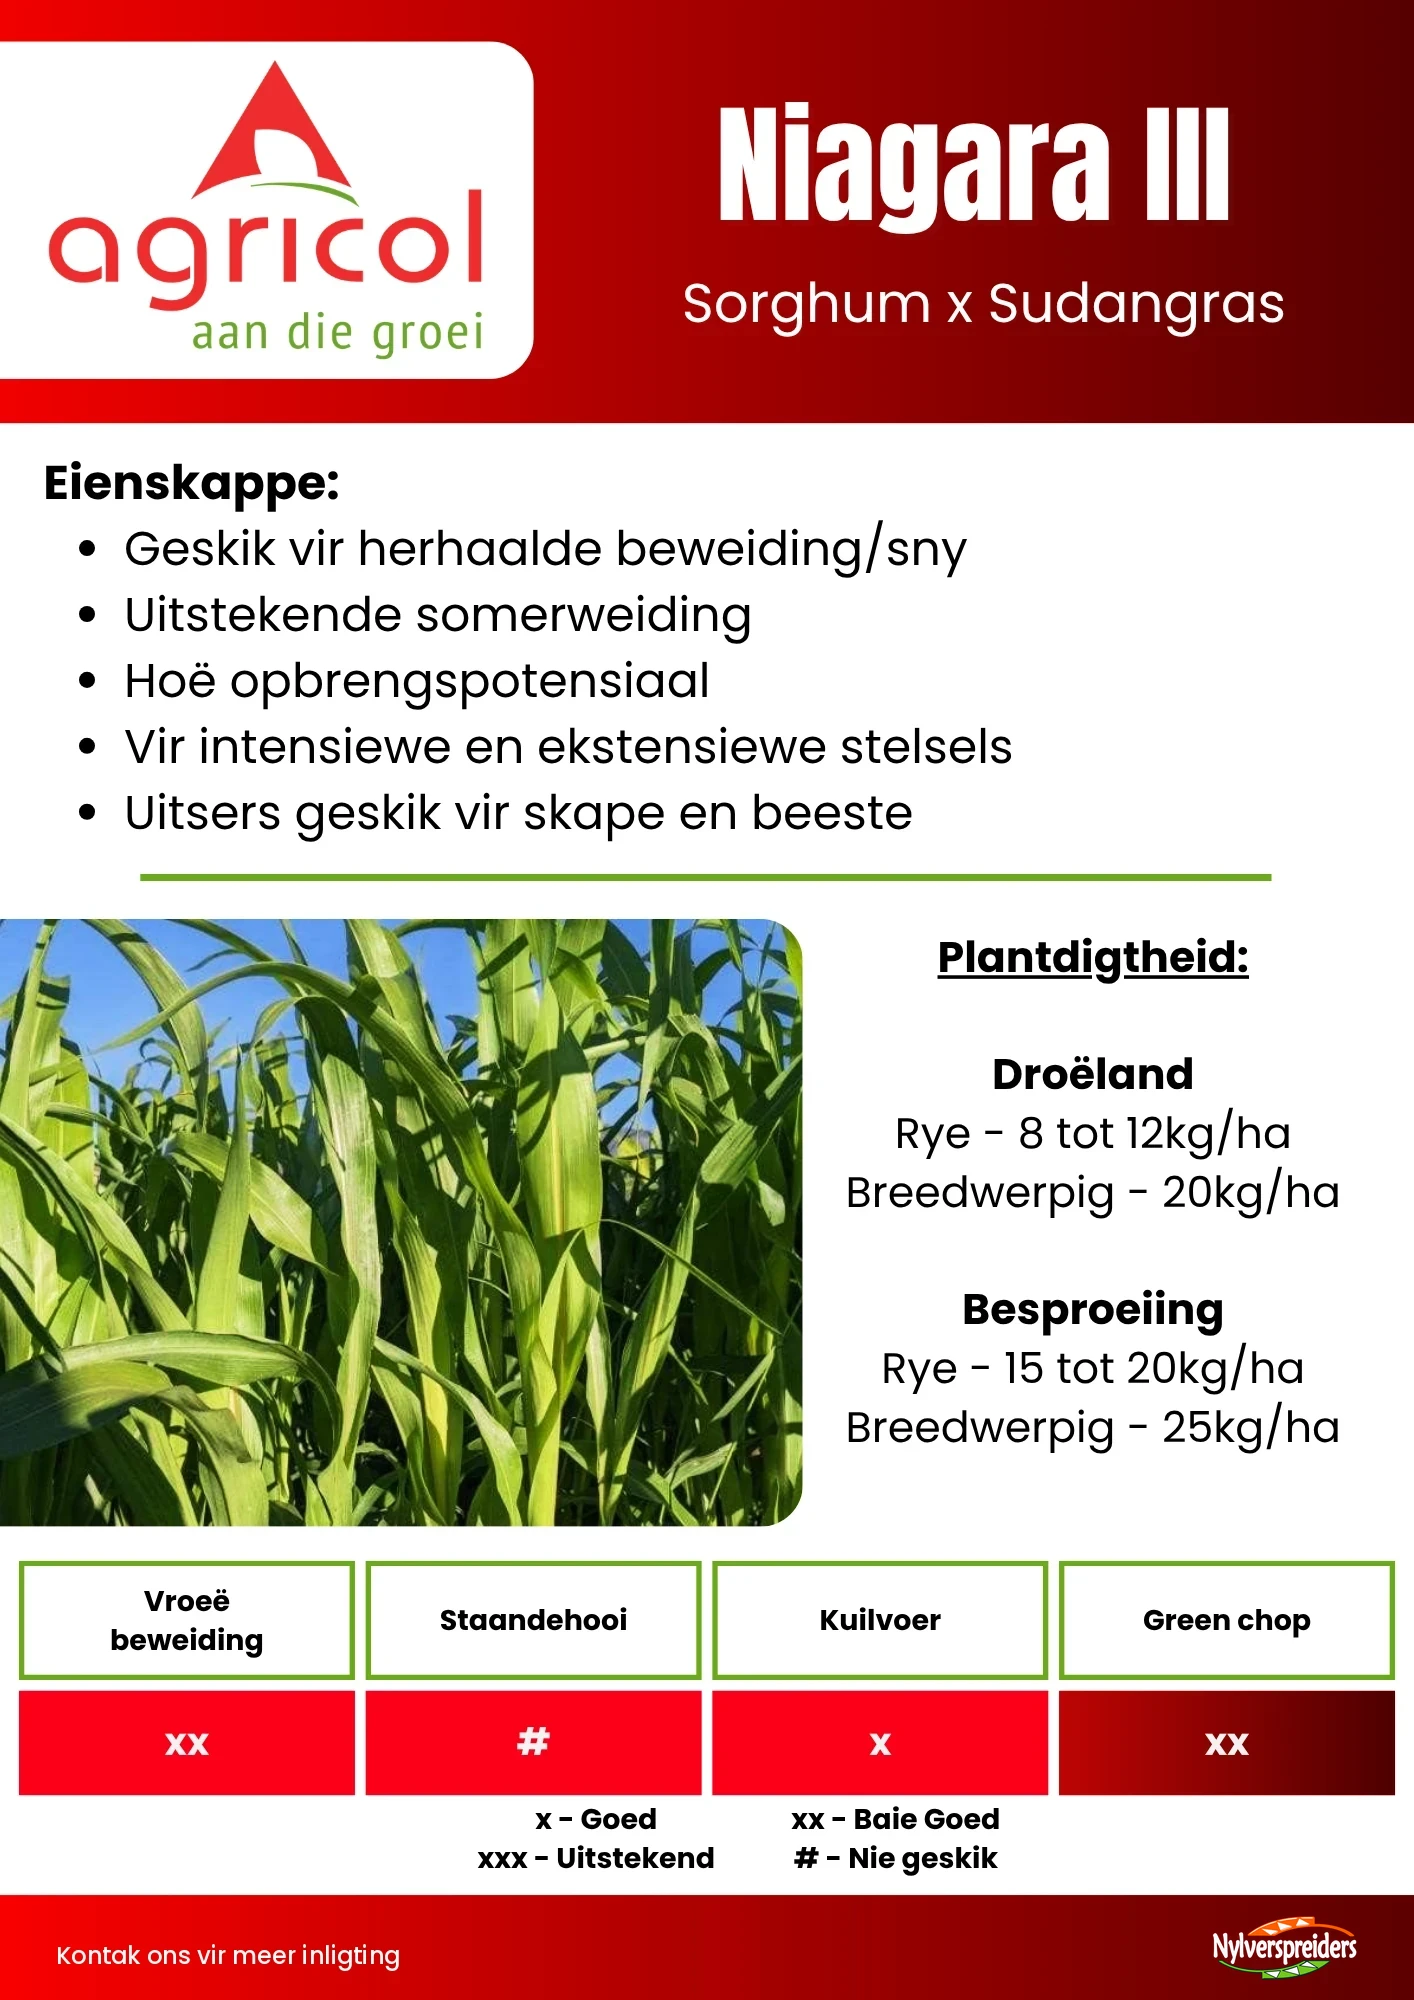 agricol
aan die groei
Niagara III
Sorghum x Sudangras
Eienskappe:
• Geskik vir herhaalde beweiding/sny
• Uitstekende somerweiding
• Hoë opbrengspotensiaal
• Vir intensiewe en ekstensiewe stelsels
• Uitsers geskik vir skape en beeste
Plantdigtheid:
Droëland
Rye - 8 tot 12kg/ha
Breedwerpig - 20kg/ha
Besproeiing
Rye - 15 tot 20kg/ha
Breedwerpig - 25kg/ha
Vroeë
beweiding
Staandehooi
Kuilvoer
Green chop
xx
#
x
xx
x - Goed
xx - Baie Goed
xxx - Uitstekend
# - Nie geskik
Kontak ons vir meer inligting
Nylverspreiders